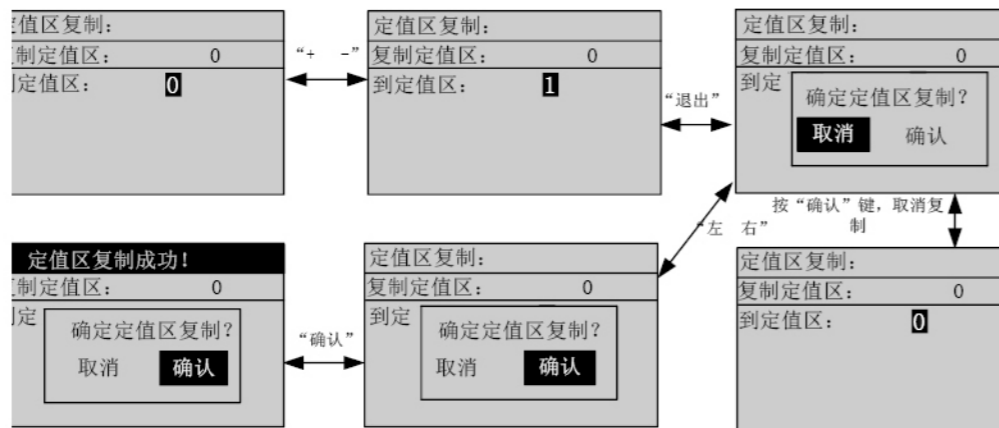 定值区复制：
制定值区： 0
定值区： 0
“+ -”
定值区复制：
复制定值区： 0
到定值区： 1
“退出”
定值区复制：
复制定值区： 0
到定
确定定值区复制？
取消 确认
按“确认”键，取消复
制
“左 右”
定值区复制成功！
制定值区： 0
定
确定定值区复制？
取消 确认
“确认”
定值区复制：
复制定值区： 0
到定
确定定值区复制？
取消 确认
定值区复制：
复制定值区： 0
到定值区： 0